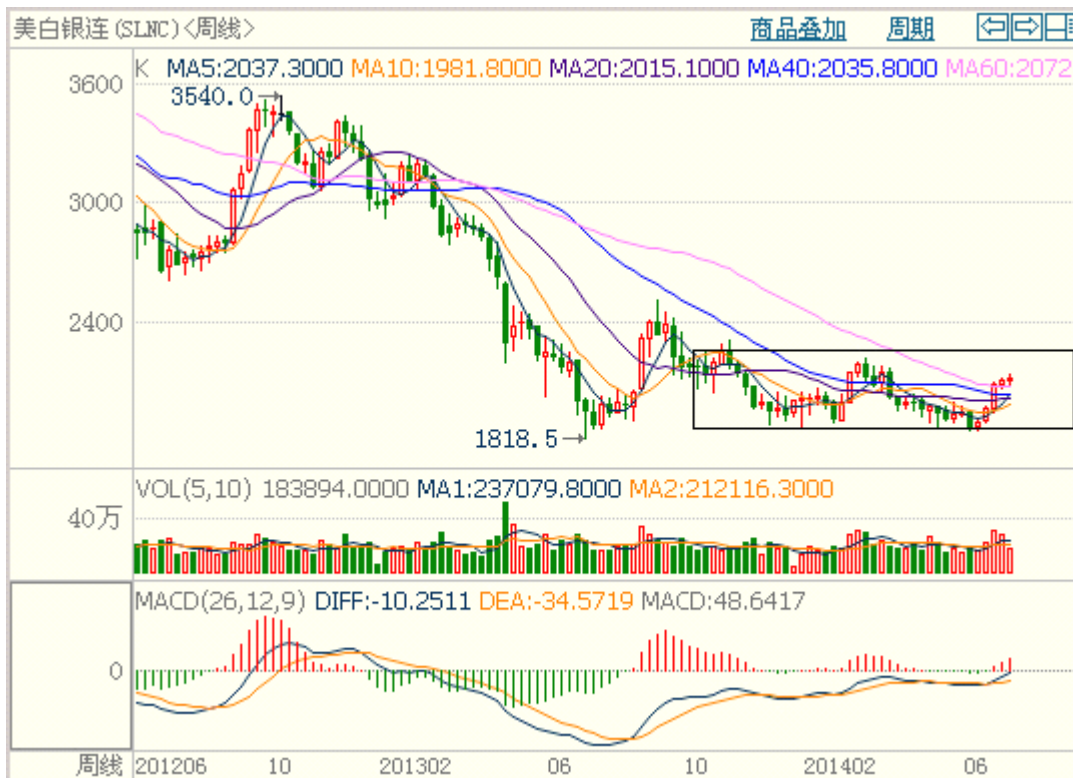 美白银连(SLNC)<周线> 商品叠加 周期
K MA5:2037.3000 MA10:1981.8000 MA20:2015.1000 MA40:2035.8000 MA60:2072
3600
3540.0
3000
2400
1818.5
VOL(5,10) 183894.0000 MA1:237079.8000 MA2:212116.3000
40万
MACD(26,12,9) DIFF:-10.2511 DEA:-34.5719 MACD:48.6417
0
周线 201206 10 201302 06 10 201402 06